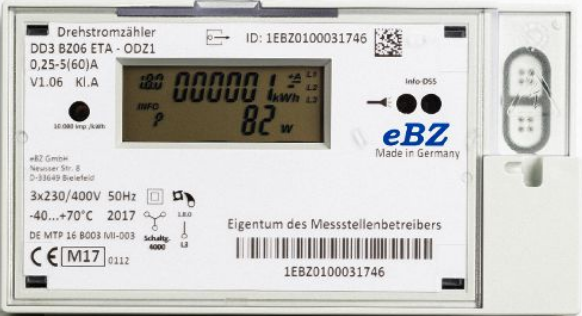 Drehstromzähler
DD3 BZ06 ETA - ODZ1
0,25-5(60)A
V1.06 Kl.A
10.000 Imp./kWh
ID: 1EBZ0100031746
1.8.0 000001 kWh
+A
L1
L2
L3
INFO
P 82 W
Info-DSS
eBZ
Made in Germany
eBZ GmbH
Neusser Str. 8
D-33649 Bielefeld
3x230/400V 50Hz
-40...+70°C 2017
DE MTP 16 B003 MI-003
CE M17 0112
Schaltg.
4000
1.8.0
L3
Eigentum des Messstellenbetreibers
1EBZ0100031746